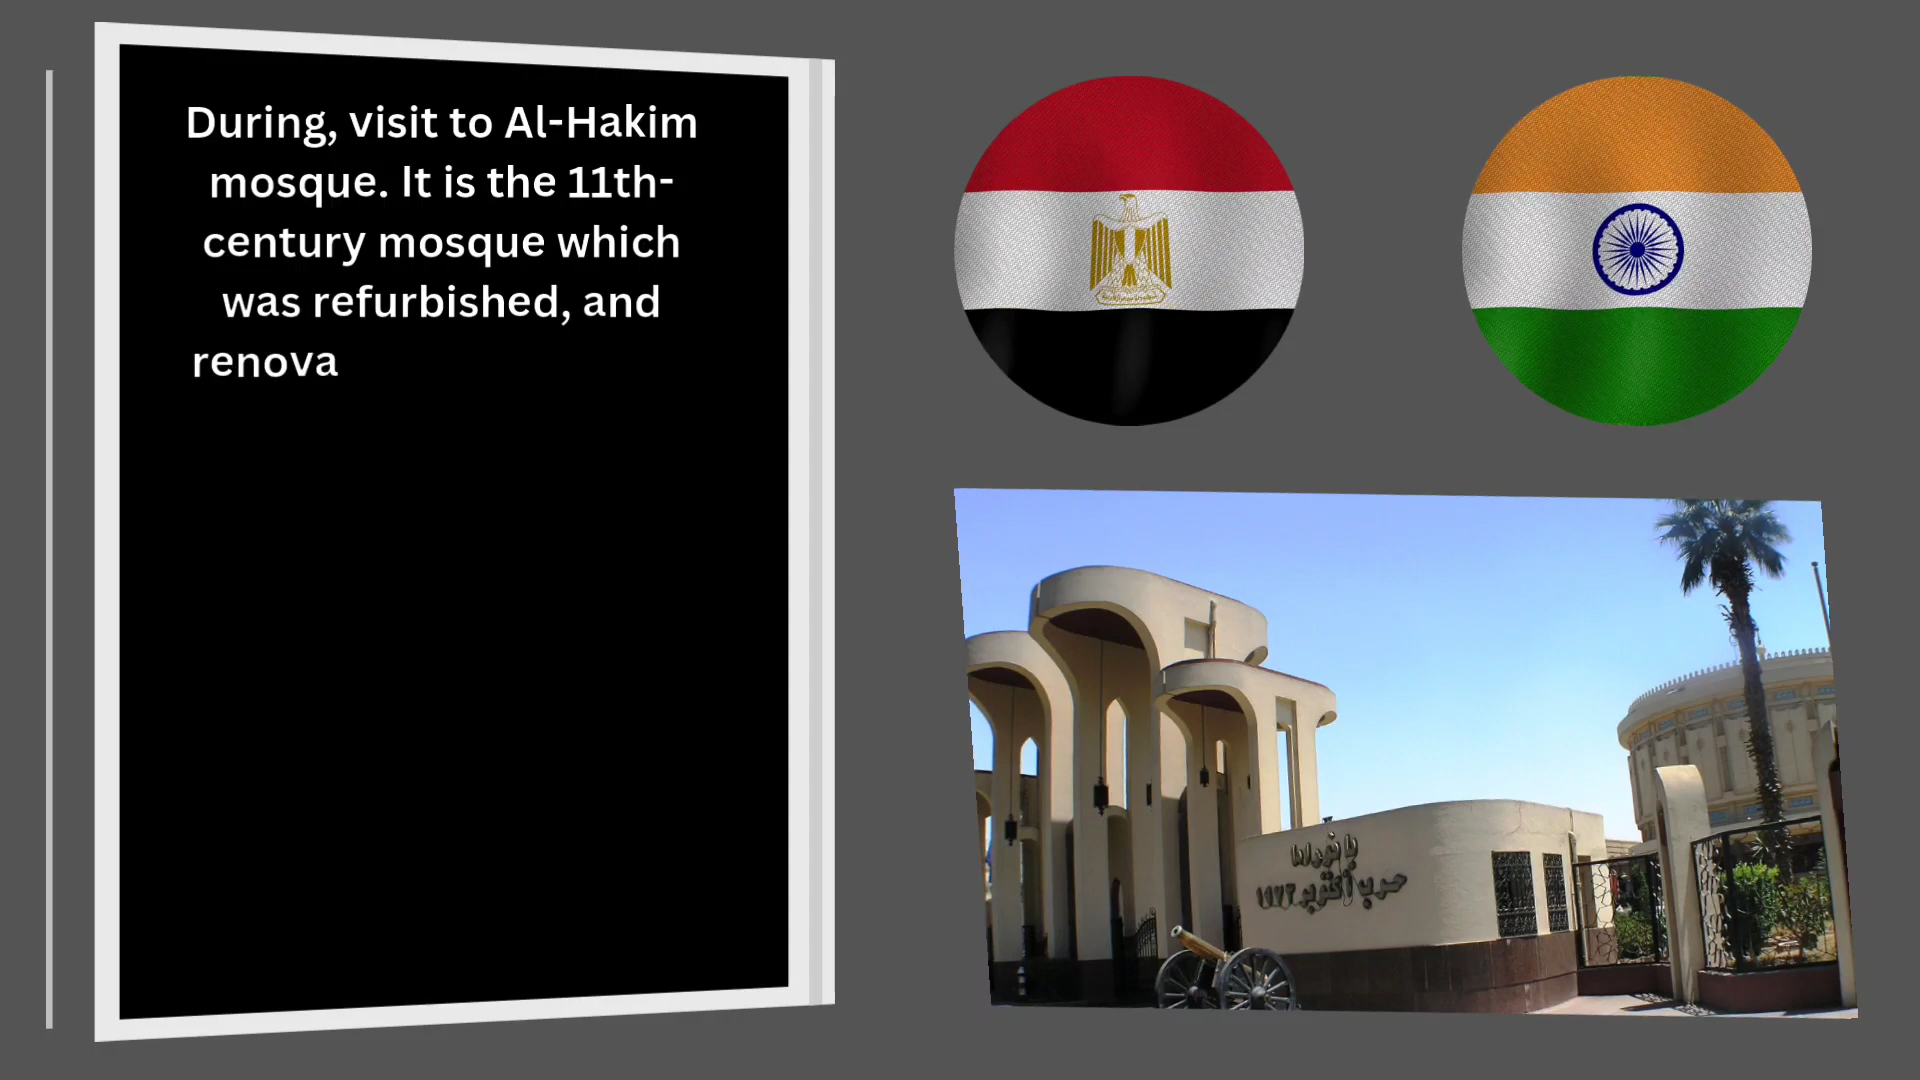 During, visit to Al-Hakim
mosque. It is the 11th-
century mosque which
was refurbished, and
renova
بانوراما
حرب أكتوبر ١٩٧٣